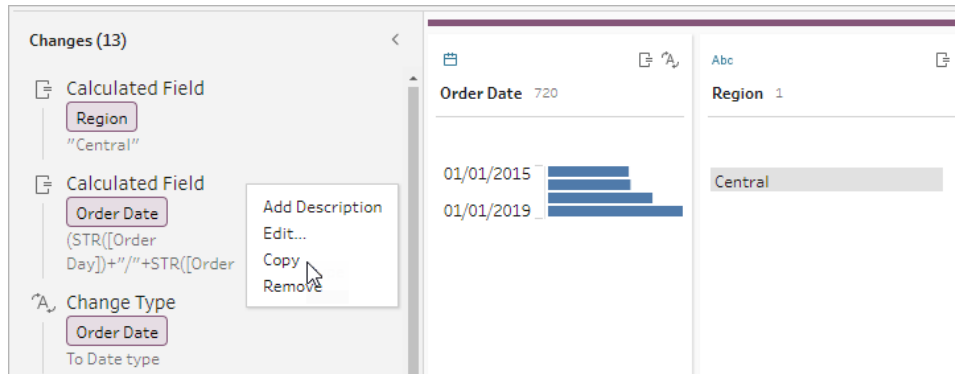 Changes (13)
Calculated Field
Region
"Central"
Calculated Field
Order Date
(STR([Order
Day])+"/"+STR([Order
Change Type
Order Date
To Date type
Add Description
Edit...
Copy
Remove
Order Date 720
01/01/2015
01/01/2019
Abc
Region 1
Central